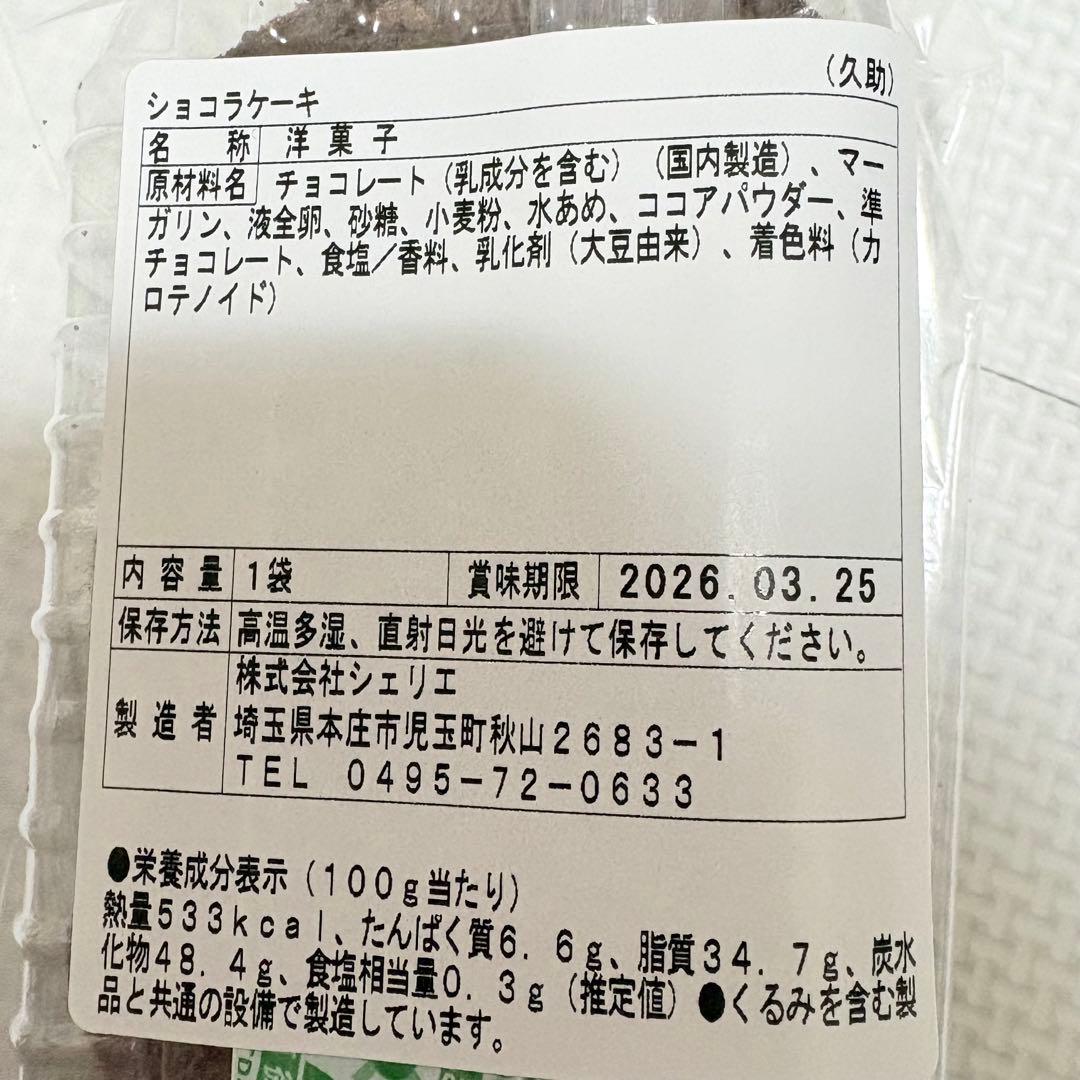 (久助)
ショコラケーキ
名称 洋菓子
原材料名 チョコレート(乳成分を含む)(国内製造)、マー
ガリン、液全卵、砂糖、小麦粉、水あめ、ココアパウダー、準
チョコレート、食塩／香料、乳化剤(大豆由来)、着色料(カ
ロテノイド)
内容量 1袋 賞味期限 2026.03.25
保存方法 高温多湿、直射日光を避けて保存してください。
製造者 株式会社シェリエ
埼玉県本庄市児玉町秋山2683-1
TEL 0495-72-0633
●栄養成分表示(100g当たり)
熱量533kcal、たんぱく質6.6g、脂質34.7g、炭水
化物48.4g、食塩相当量0.3g(推定値)●くるみを含む製
品と共通の設備で製造しています。